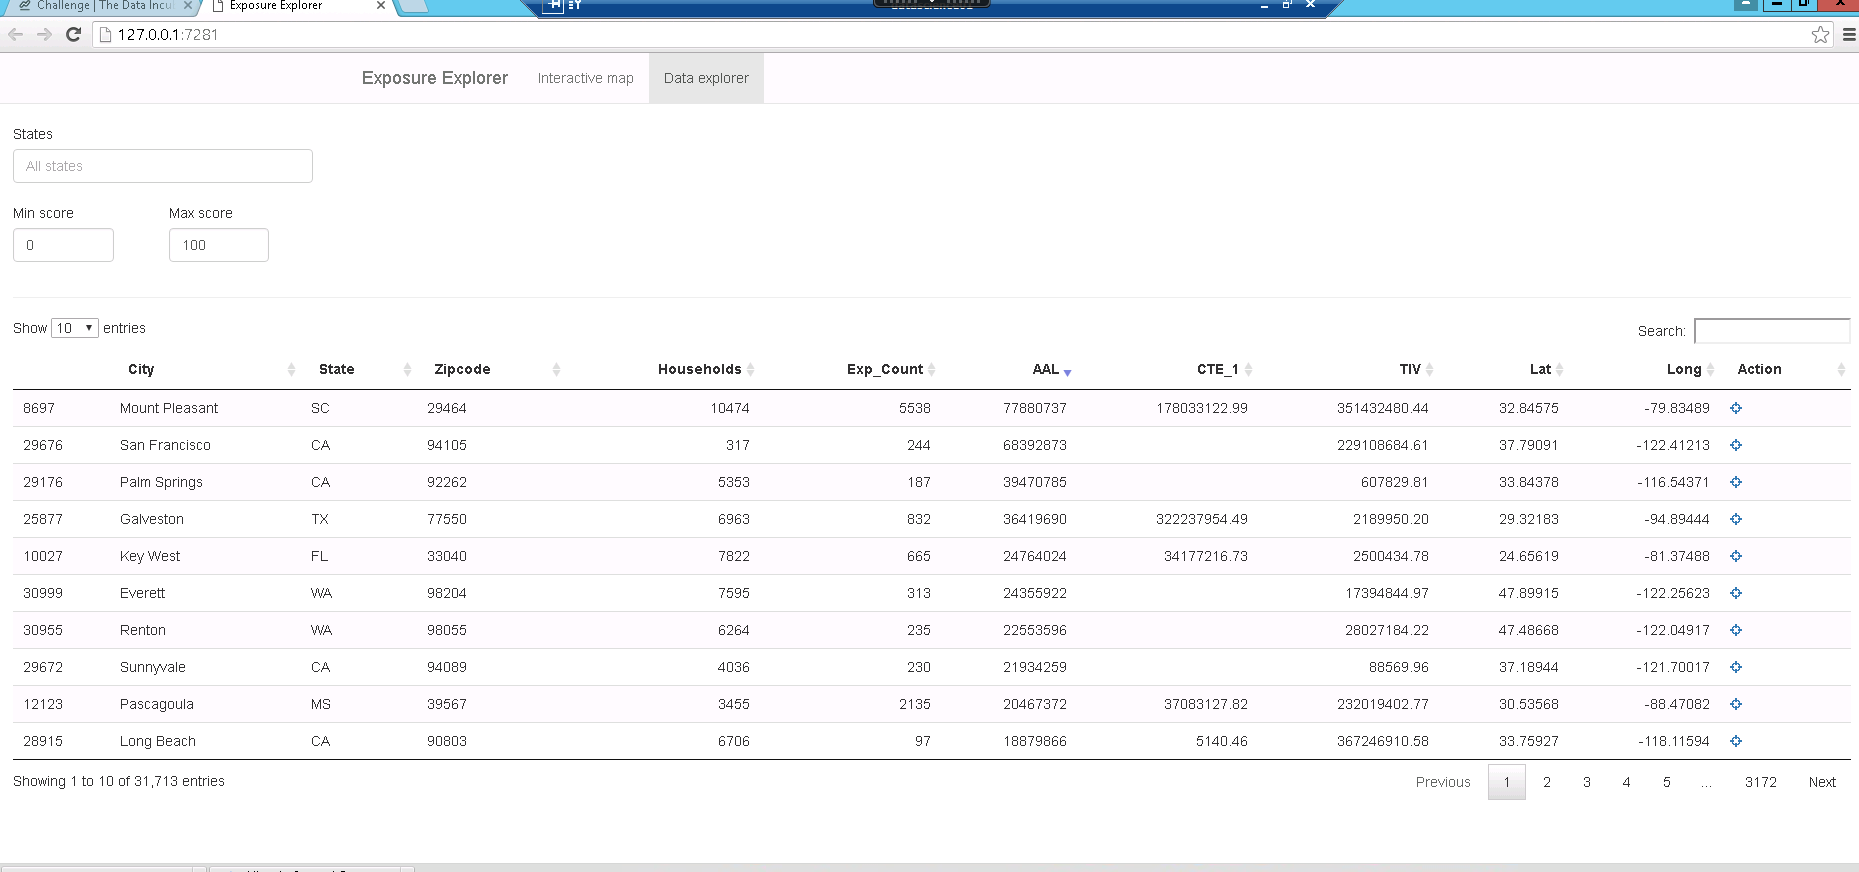 Challenge | The Data Incul
Exposure Explorer
127.0.0.1:7281
Exposure Explorer Interactive map Data explorer
States
All states
Min score Max score
0 100
Show 10 entries Search:
City State Zipcode Households Exp_Count AAL CTE_1 TIV Lat Long Action
8697 Mount Pleasant SC 29464 10474 5538 77880737 178033122.99 351432480.44 32.84575 -79.83489
29676 San Francisco CA 94105 317 244 68392873 229108684.61 37.79091 -122.41213
29176 Palm Springs CA 92262 5353 187 39470785 607829.81 33.84378 -116.54371
25877 Galveston TX 77550 6963 832 36419690 322237954.49 2189950.20 29.32183 -94.89444
10027 Key West FL 33040 7822 665 24764024 34177216.73 2500434.78 24.65619 -81.37488
30999 Everett WA 98204 7595 313 24355922 17394844.97 47.89915 -122.25623
30955 Renton WA 98055 6264 235 22553596 28027184.22 47.48668 -122.04917
29672 Sunnyvale CA 94089 4036 230 21934259 88569.96 37.18944 -121.70017
12123 Pascagoula MS 39567 3455 2135 20467372 37083127.82 232019402.77 30.53568 -88.47082
28915 Long Beach CA 90803 6706 97 18879866 5140.46 367246910.58 33.75927 -118.11594
Showing 1 to 10 of 31,713 entries Previous 1 2 3 4 5 ... 3172 Next